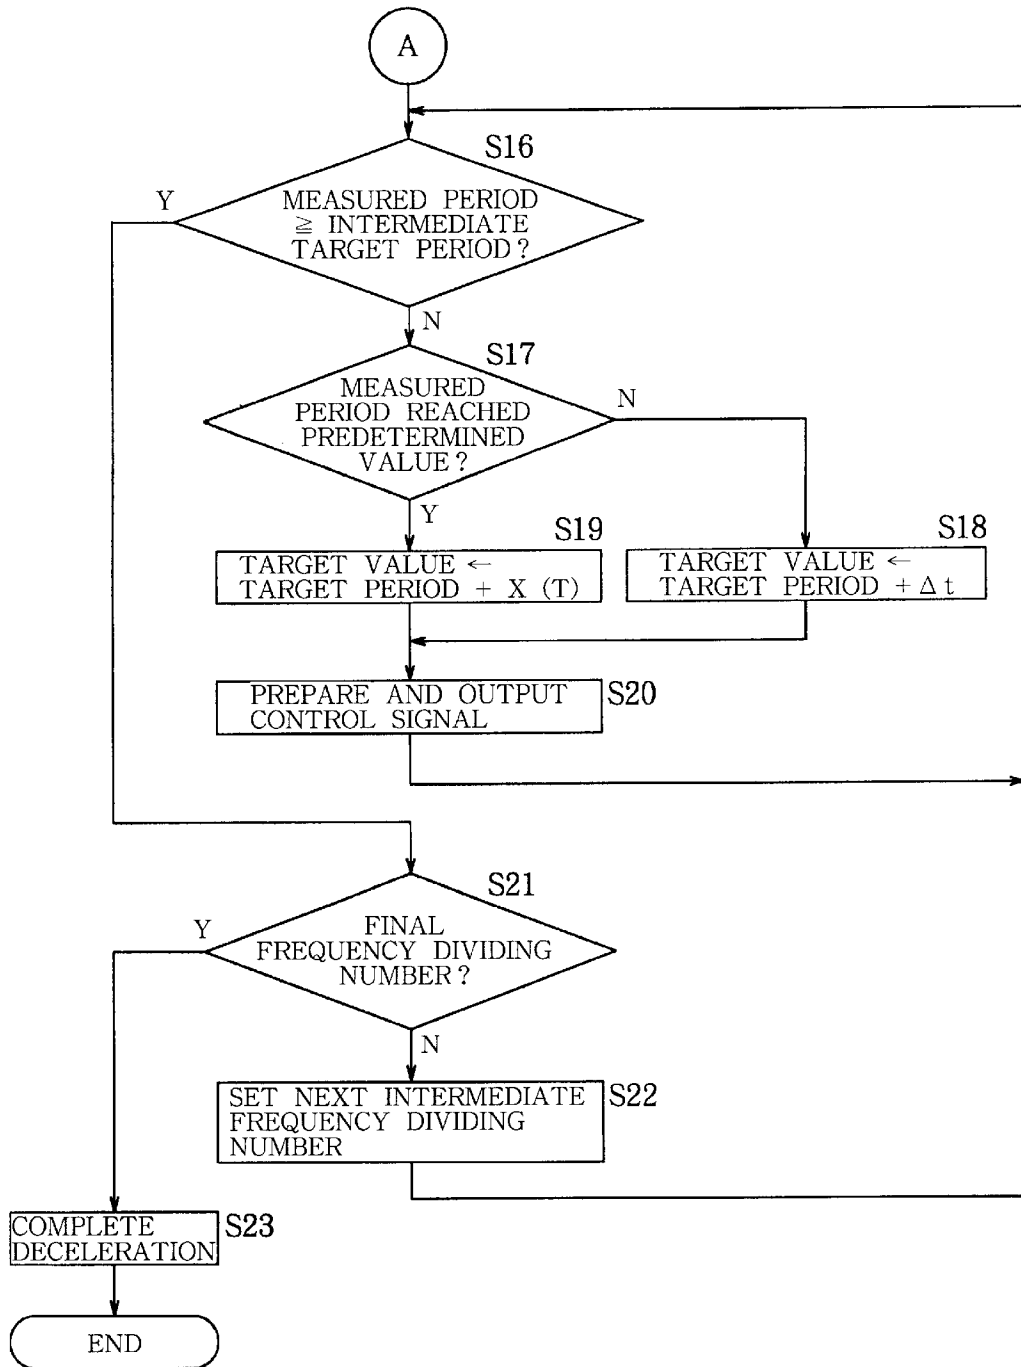 A
S16
Y
MEASURED PERIOD
≧ INTERMEDIATE
TARGET PERIOD?
N
S17
MEASURED
PERIOD REACHED
PREDETERMINED
VALUE?
N
Y
S19
TARGET VALUE ←
TARGET PERIOD + X (T)
S18
TARGET VALUE ←
TARGET PERIOD + Δt
PREPARE AND OUTPUT
CONTROL SIGNAL
S20
S21
Y
FINAL
FREQUENCY DIVIDING
NUMBER?
N
SET NEXT INTERMEDIATE
FREQUENCY DIVIDING
NUMBER
S22
COMPLETE
DECELERATION
S23
END